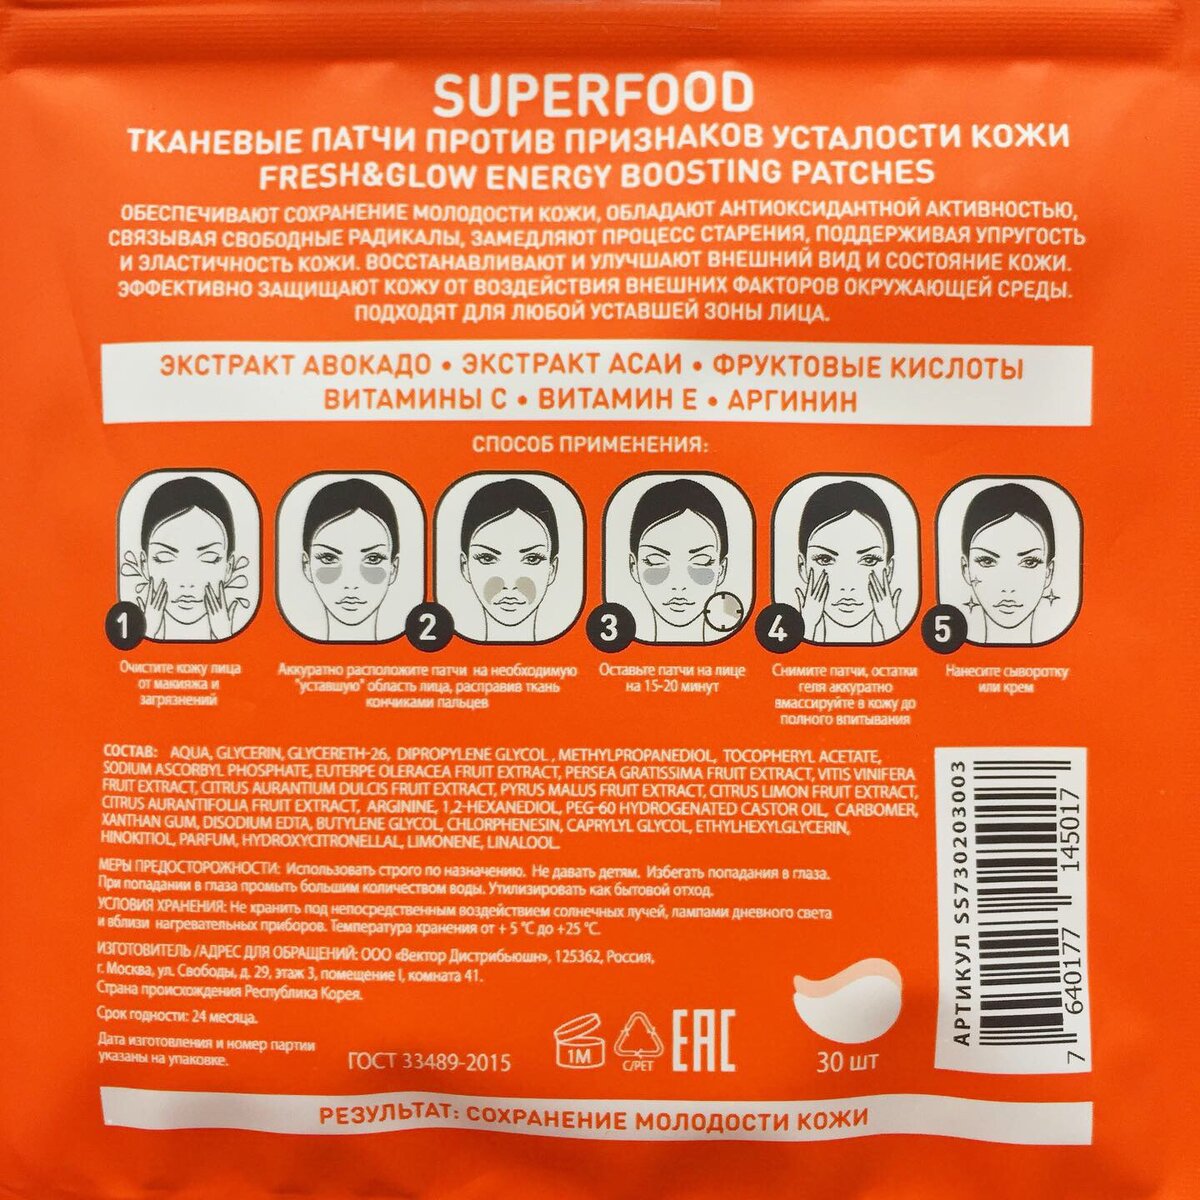 SUPERFOOD
ТКАНЕВЫЕ ПАТЧИ ПРОТИВ ПРИЗНАКОВ УСТАЛОСТИ КОЖИ
FRESH&GLOW ENERGY BOOSTING PATCHES
ОБЕСПЕЧИВАЮТ СОХРАНЕНИЕ МОЛОДОСТИ КОЖИ, ОБЛАДАЮТ АНТИОКСИДАНТНОЙ АКТИВНОСТЬЮ,
СВЯЗЫВАЯ СВОБОДНЫЕ РАДИКАЛЫ, ЗАМЕДЛЯЮТ ПРОЦЕСС СТАРЕНИЯ, ПОДДЕРЖИВАЯ УПРУГОСТЬ
И ЭЛАСТИЧНОСТЬ КОЖИ. ВОССТАНАВЛИВАЮТ И УЛУЧШАЮТ ВНЕШНИЙ ВИД И СОСТОЯНИЕ КОЖИ.
ЭФФЕКТИВНО ЗАЩИЩАЮТ КОЖУ ОТ ВОЗДЕЙСТВИЯ ВНЕШНИХ ФАКТОРОВ ОКРУЖАЮЩЕЙ СРЕДЫ.
ПОДХОДЯТ ДЛЯ ЛЮБОЙ УСТАВШЕЙ ЗОНЫ ЛИЦА.
ЭКСТРАКТ АВОКАДО • ЭКСТРАКТ АСАИ • ФРУКТОВЫЕ КИСЛОТЫ
ВИТАМИНЫ С • ВИТАМИН Е • АРГИНИН
СПОСОБ ПРИМЕНЕНИЯ:
1
Очистите кожу лица
от макияжа и
загрязнений
2
Аккуратно расположите патчи на необходимую
"уставшую" область лица, расправив ткань
кончиками пальцев
3
Оставьте патчи на лице
на 15-20 минут
4
Снимите патчи, остатки
геля аккуратно
вмассируйте в кожу до
полного впитывания
5
Нанесите сыворотку
или крем
СОСТАВ: AQUA, GLYCERIN, GLYCERETH-26, DIPROPYLENE GLYCOL , METHYLPROPANEDIOL, TOCOPHERYL ACETATE,
SODIUM ASCORBYL PHOSPHATE, EUTERPE OLERACEA FRUIT EXTRACT, PERSEA GRATISSIMA FRUIT EXTRACT, VITIS VINIFERA
FRUIT EXTRACT, CITRUS AURANTIUM DULCIS FRUIT EXTRACT, PYRUS MALUS FRUIT EXTRACT, CITRUS LIMON FRUIT EXTRACT,
CITRUS AURANTIFOLIA FRUIT EXTRACT, ARGININE, 1,2-HEXANEDIOL, PEG-60 HYDROGENATED CASTOR OIL, CARBOMER,
XANTHAN GUM, DISODIUM EDTA, BUTYLENE GLYCOL, CHLORPHENESIN, CAPRYLYL GLYCOL, ETHYLHEXYLGLYCERIN,
HINOKITIOL, PARFUM, HYDROXYCITRONELLAL, LIMONENE, LINALOOL.
МЕРЫ ПРЕДОСТОРОЖНОСТИ: Использовать строго по назначению. Не давать детям. Избегать попадания в глаза.
При попадании в глаза промыть большим количеством воды. Утилизировать как бытовой отход.
УСЛОВИЯ ХРАНЕНИЯ: Не хранить под непосредственным воздействием солнечных лучей, лампами дневного света
и вблизи нагревательных приборов. Температура хранения от + 5 °С до +25 °С.
ИЗГОТОВИТЕЛЬ /АДРЕС ДЛЯ ОБРАЩЕНИЙ: ООО «Вектор Дистрибьюшн», 125362, Россия,
г. Москва, ул. Свободы, д. 29, этаж 3, помещение I, комната 41.
Страна происхождения Республика Корея.
Срок годности: 24 месяца.
Дата изготовления и номер партии
указаны на упаковке.
ГОСТ 33489-2015
1M
C/PET
EAC
30 шт
АРТИКУЛ SS730203003
7 640177 145017
РЕЗУЛЬТАТ: СОХРАНЕНИЕ МОЛОДОСТИ КОЖИ